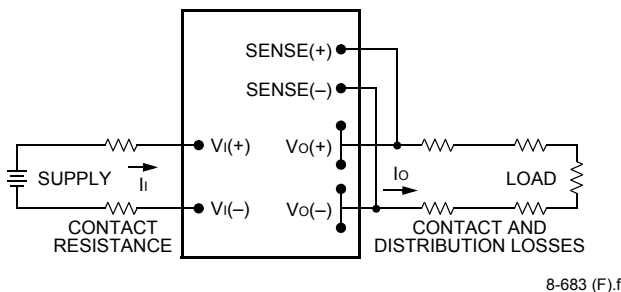 SENSE(+)
SENSE(–)
VI(+)
VO(+)
SUPPLY
II
IO
LOAD
VI(–)
VO(–)
CONTACT
RESISTANCE
CONTACT AND
DISTRIBUTION LOSSES
8-683 (F).f